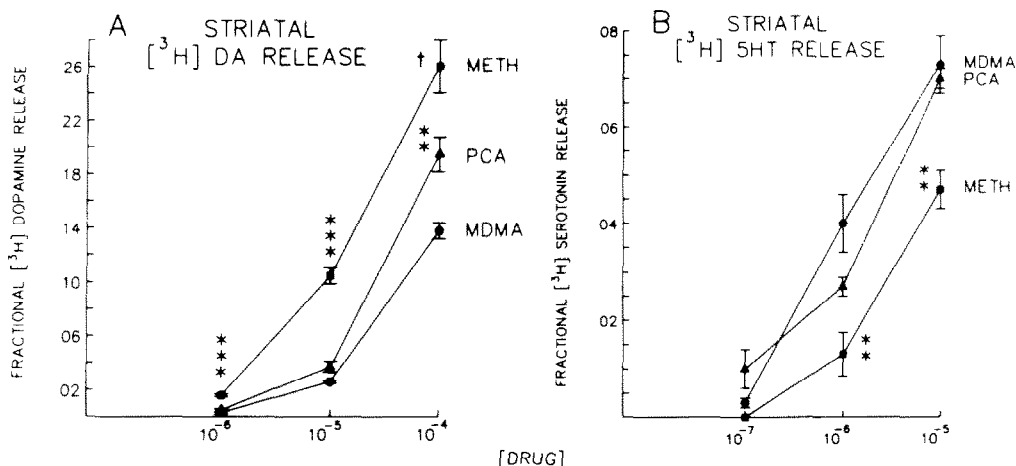 A
STRIATAL
[³H] DA RELEASE
FRACTIONAL [³H] DOPAMINE RELEASE
26
22
18
14
10
06
02
†
METH
**
PCA
***
MDMA
***
10⁻⁶
10⁻⁵
10⁻⁴
B
STRIATAL
[³H] 5HT RELEASE
FRACTIONAL [³H] SEROTONIN RELEASE
08
06
04
02
MDMA
PCA
**
METH
**
10⁻⁷
10⁻⁶
10⁻⁵
[DRUG]